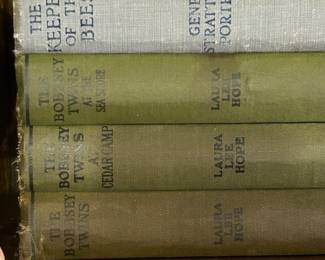 THE
KEEPER
OF THE
BEES
GENE
STRATTON
PORTER
THE
BOBBSEY
TWINS
AT THE
SEASHORE
LAURA
LEE
HOPE
THE
BOBBSEY
TWINS
AT
CEDAR CAMP
LAURA
LEE
HOPE
THE
BOBBSEY
TWINS
LAURA
LEE
HOPE